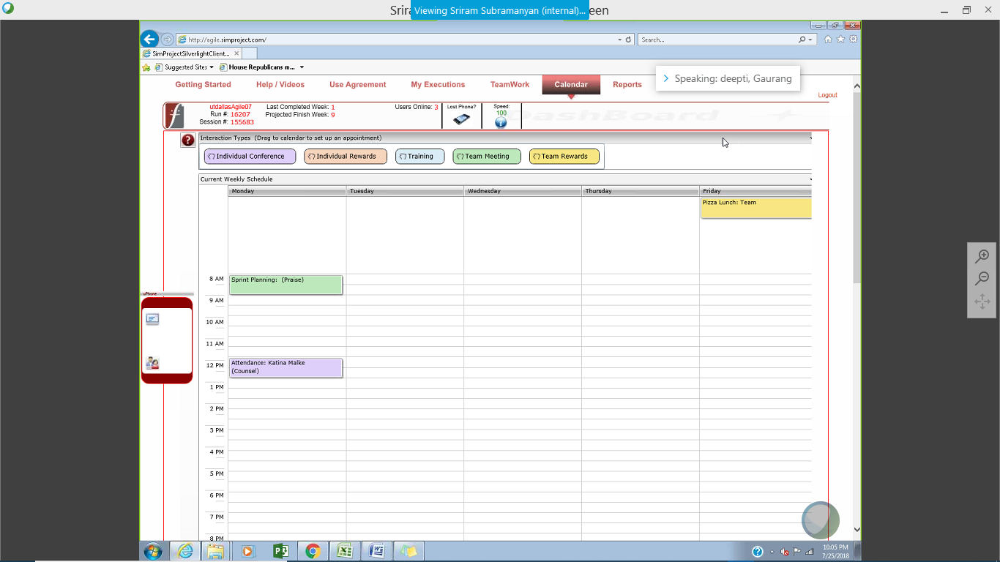 Srir
Viewing Sriram Subramanyan (internal)...
een
http://agile.simproject.com/
Search...
SimProjectSilverlightClient...
Suggested Sites
House Republicans m...
Getting Started
Help / Videos
Use Agreement
My Executions
TeamWork
Calendar
Reports
Speaking: deepti, Gaurang
Logout
utdallasAgile07
Run #: 16207
Session #: 155683
Last Completed Week: 1
Projected Finish Week: 9
Users Online: 3
Lost Phone?
Speed:
100
DashBoard
Interaction Types (Drag to calendar to set up an appointment)
Individual Conference
Individual Rewards
Training
Team Meeting
Team Rewards
Current Weekly Schedule
Monday
Tuesday
Wednesday
Thursday
Friday
Pizza Lunch: Team
8 AM
Sprint Planning: (Praise)
9 AM
10 AM
11 AM
12 PM
Attendance: Katina Malke
(Counsel)
1 PM
2 PM
3 PM
4 PM
5 PM
6 PM
7 PM
8 PM
uPhone
10:05 PM
7/25/2018